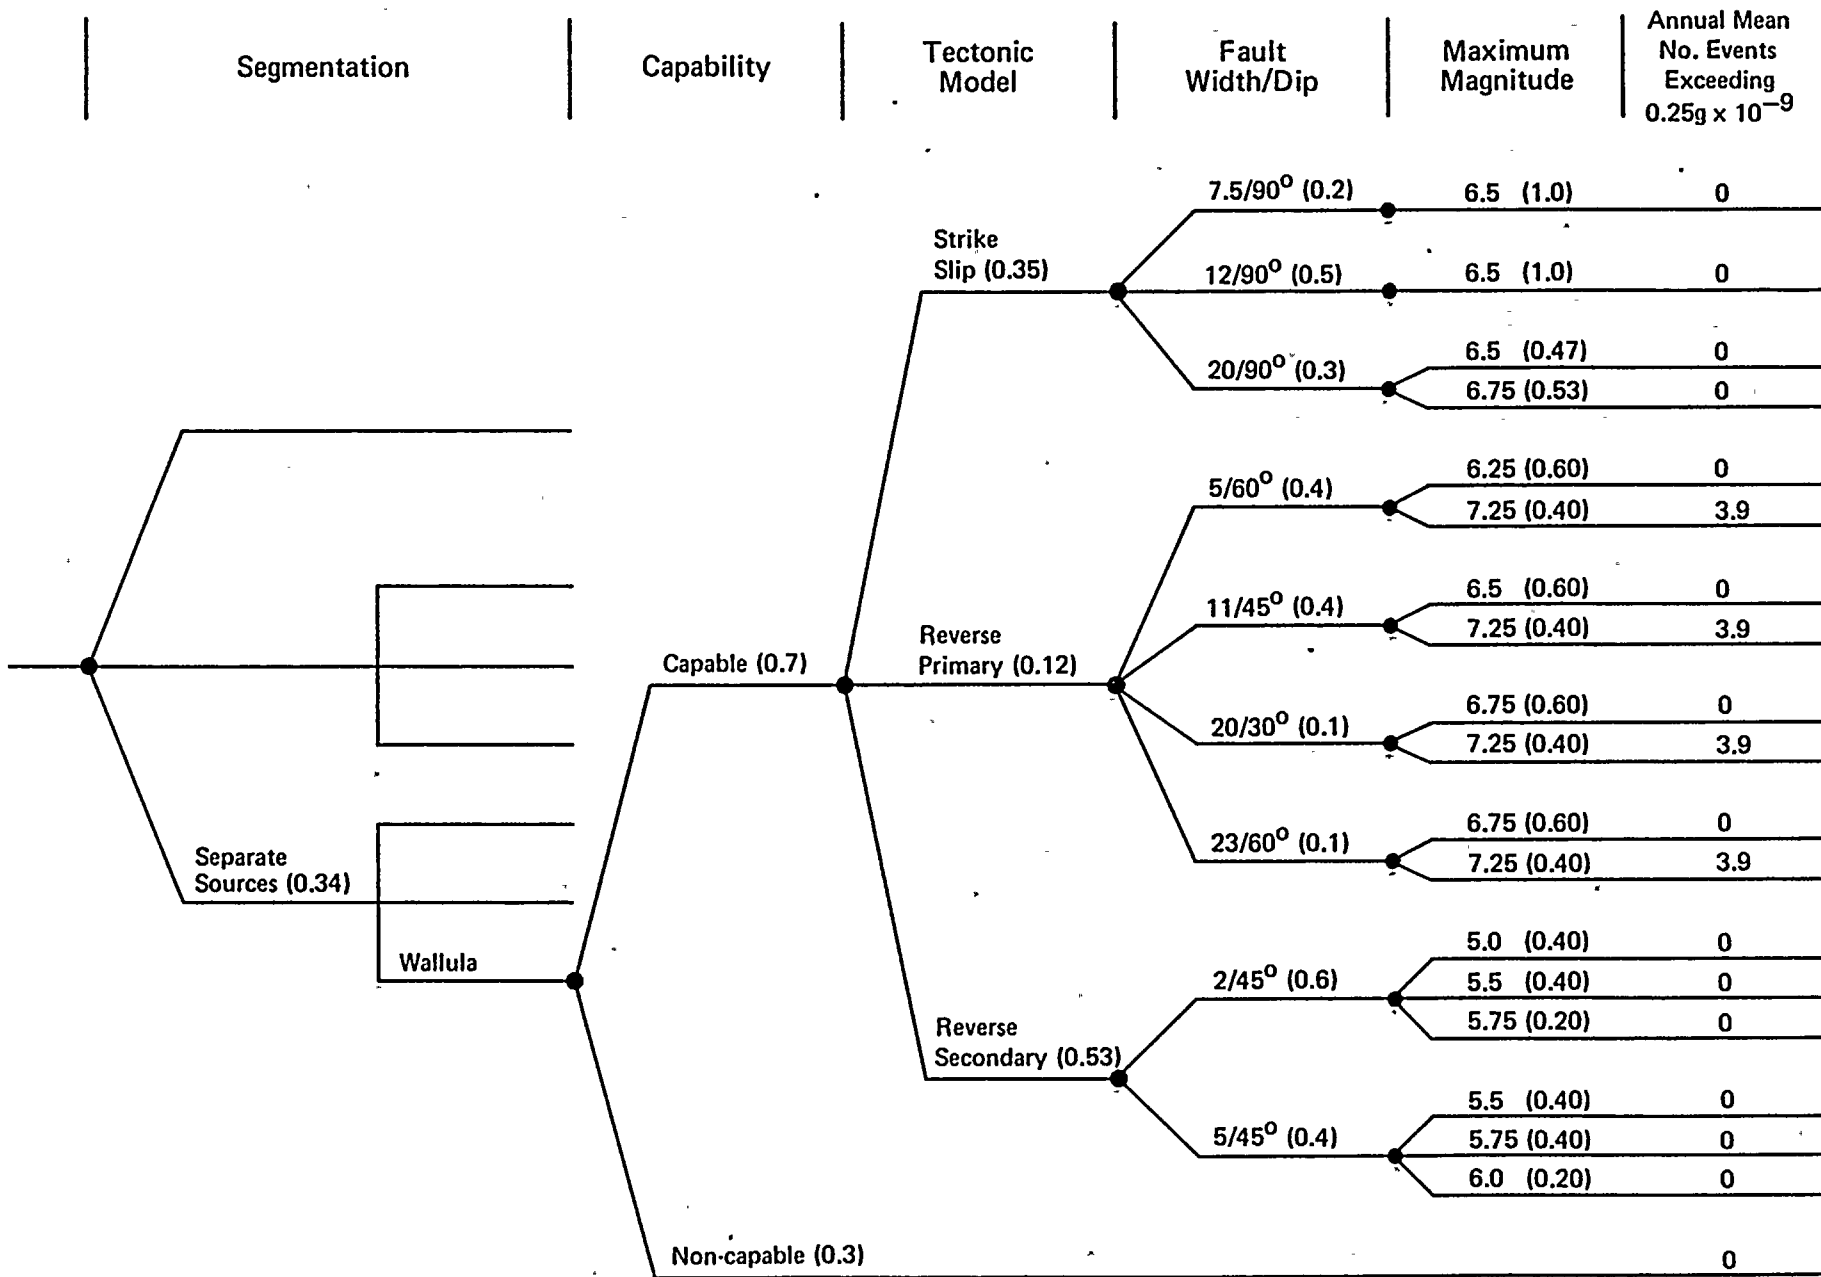 Segmentation
Capability
Tectonic
Model
Fault
Width/Dip
Maximum
Magnitude
Annual Mean
No. Events
Exceeding
0.25g x 10⁻⁹
7.5/90° (0.2)
6.5 (1.0) 0
Strike
Slip (0.35)
12/90° (0.5)
6.5 (1.0) 0
20/90° (0.3)
6.5 (0.47) 0
6.75 (0.53) 0
5/60° (0.4)
6.25 (0.60) 0
7.25 (0.40) 3.9
11/45° (0.4)
6.5 (0.60) 0
7.25 (0.40) 3.9
Capable (0.7)
Reverse
Primary (0.12)
20/30° (0.1)
6.75 (0.60) 0
7.25 (0.40) 3.9
23/60° (0.1)
6.75 (0.60) 0
7.25 (0.40) 3.9
Separate
Sources (0.34)
Wallula
2/45° (0.6)
5.0 (0.40) 0
5.5 (0.40) 0
5.75 (0.20) 0
Reverse
Secondary (0.53)
5/45° (0.4)
5.5 (0.40) 0
5.75 (0.40) 0
6.0 (0.20) 0
Non-capable (0.3) 0